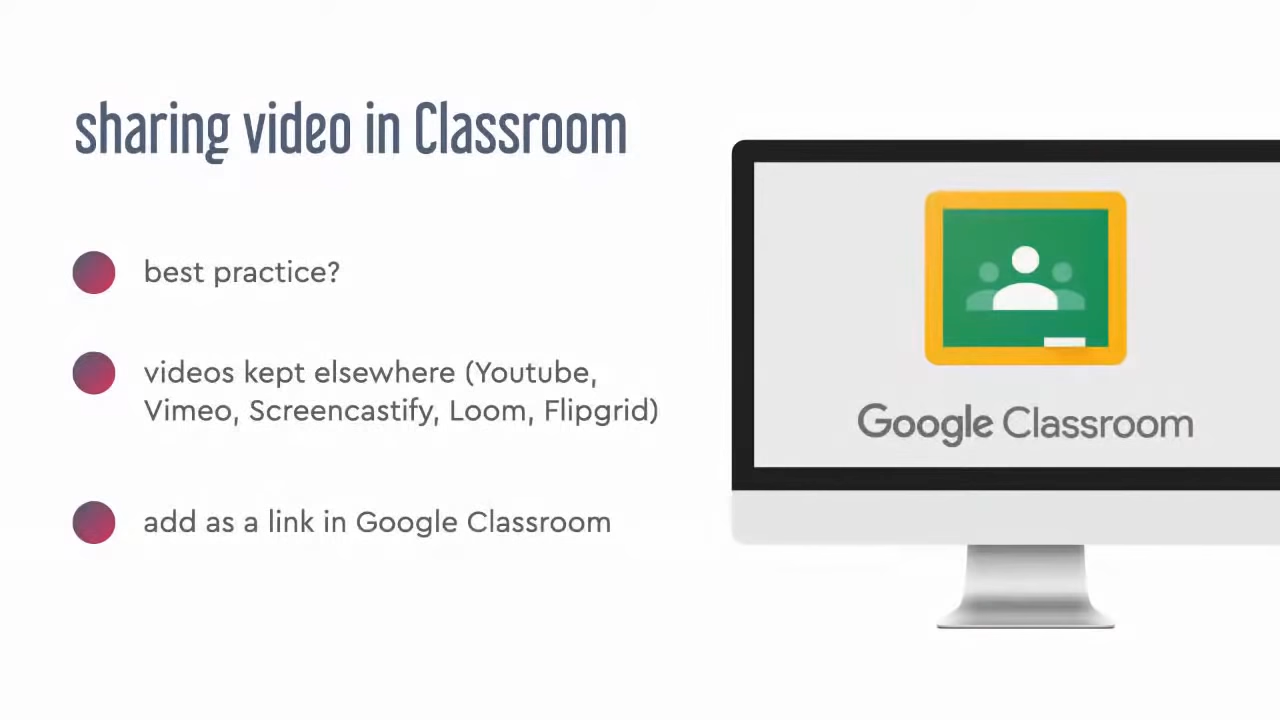 sharing video in Classroom
best practice?
videos kept elsewhere (Youtube,
Vimeo, Screencastify, Loom, Flipgrid)
add as a link in Google Classroom
Google Classroom